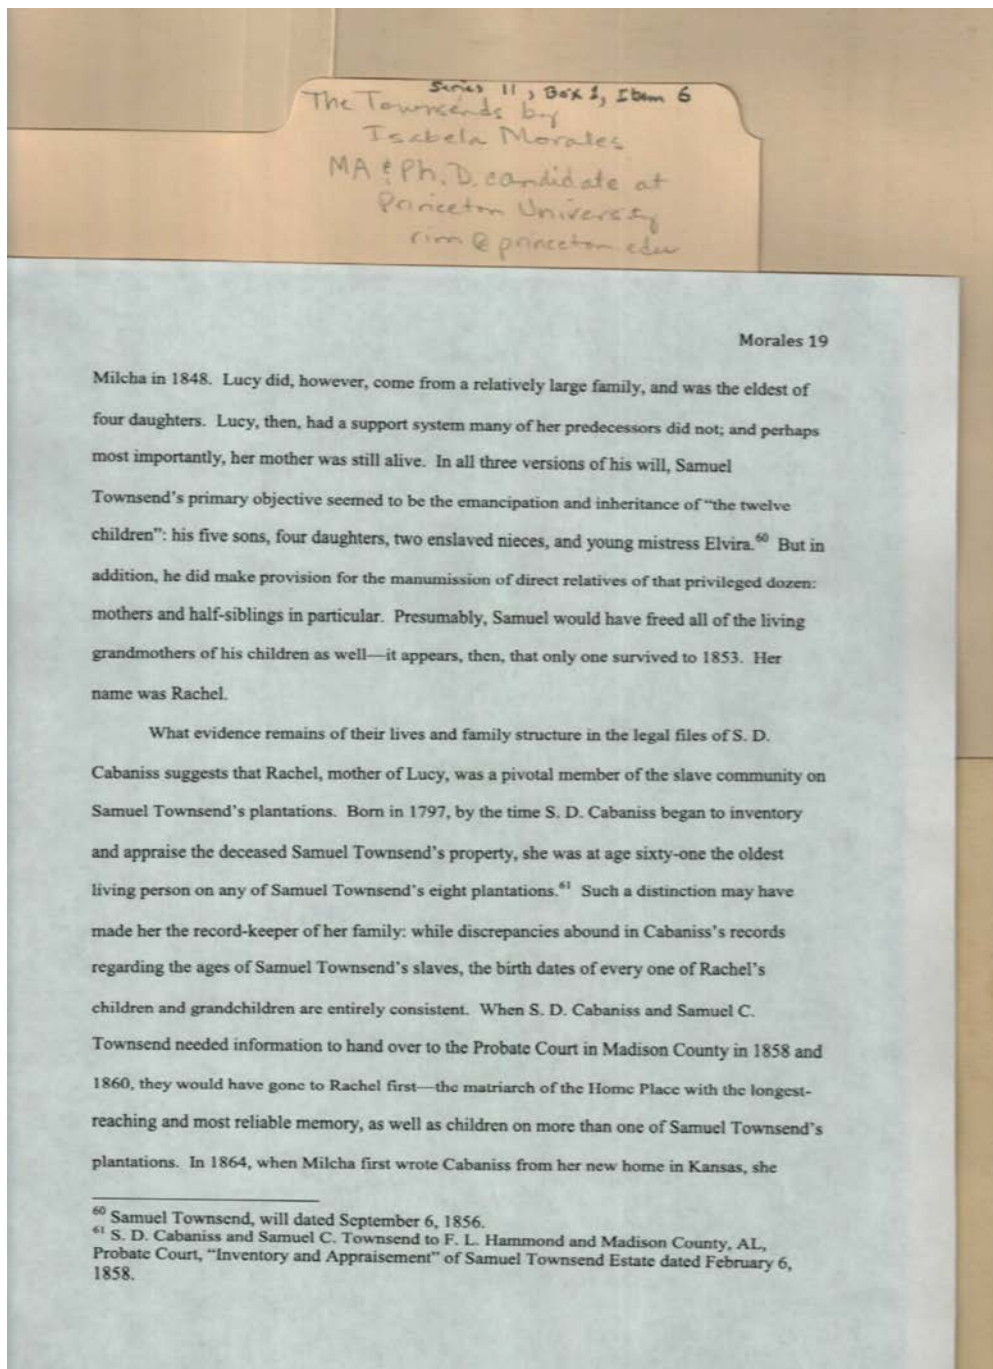 Series 11, Box 1, Item 6
The Townsends by
Isabela Morales
MA & Ph.D. candidate at
Princeton University
rim@princeton.edu
Morales 19
Milcha in 1848. Lucy did, however, come from a relatively large family, and was the eldest of
four daughters. Lucy, then, had a support system many of her predecessors did not; and perhaps
most importantly, her mother was still alive. In all three versions of his will, Samuel
Townsend's primary objective seemed to be the emancipation and inheritance of "the twelve
children": his five sons, four daughters, two enslaved nieces, and young mistress Elvira.60 But in
addition, he did make provision for the manumission of direct relatives of that privileged dozen:
mothers and half-siblings in particular. Presumably, Samuel would have freed all of the living
grandmothers of his children as well—it appears, then, that only one survived to 1853. Her
name was Rachel.
What evidence remains of their lives and family structure in the legal files of S. D.
Cabaniss suggests that Rachel, mother of Lucy, was a pivotal member of the slave community on
Samuel Townsend's plantations. Born in 1797, by the time S. D. Cabaniss began to inventory
and appraise the deceased Samuel Townsend's property, she was at age sixty-one the oldest
living person on any of Samuel Townsend's eight plantations.61 Such a distinction may have
made her the record-keeper of her family: while discrepancies abound in Cabaniss's records
regarding the ages of Samuel Townsend's slaves, the birth dates of every one of Rachel's
children and grandchildren are entirely consistent. When S. D. Cabaniss and Samuel C.
Townsend needed information to hand over to the Probate Court in Madison County in 1858 and
1860, they would have gone to Rachel first—the matriarch of the Home Place with the longest-
reaching and most reliable memory, as well as children on more than one of Samuel Townsend's
plantations. In 1864, when Milcha first wrote Cabaniss from her new home in Kansas, she
60 Samuel Townsend, will dated September 6, 1856.
61 S. D. Cabaniss and Samuel C. Townsend to F. L. Hammond and Madison County, AL,
Probate Court, "Inventory and Appraisement" of Samuel Townsend Estate dated February 6,
1858.